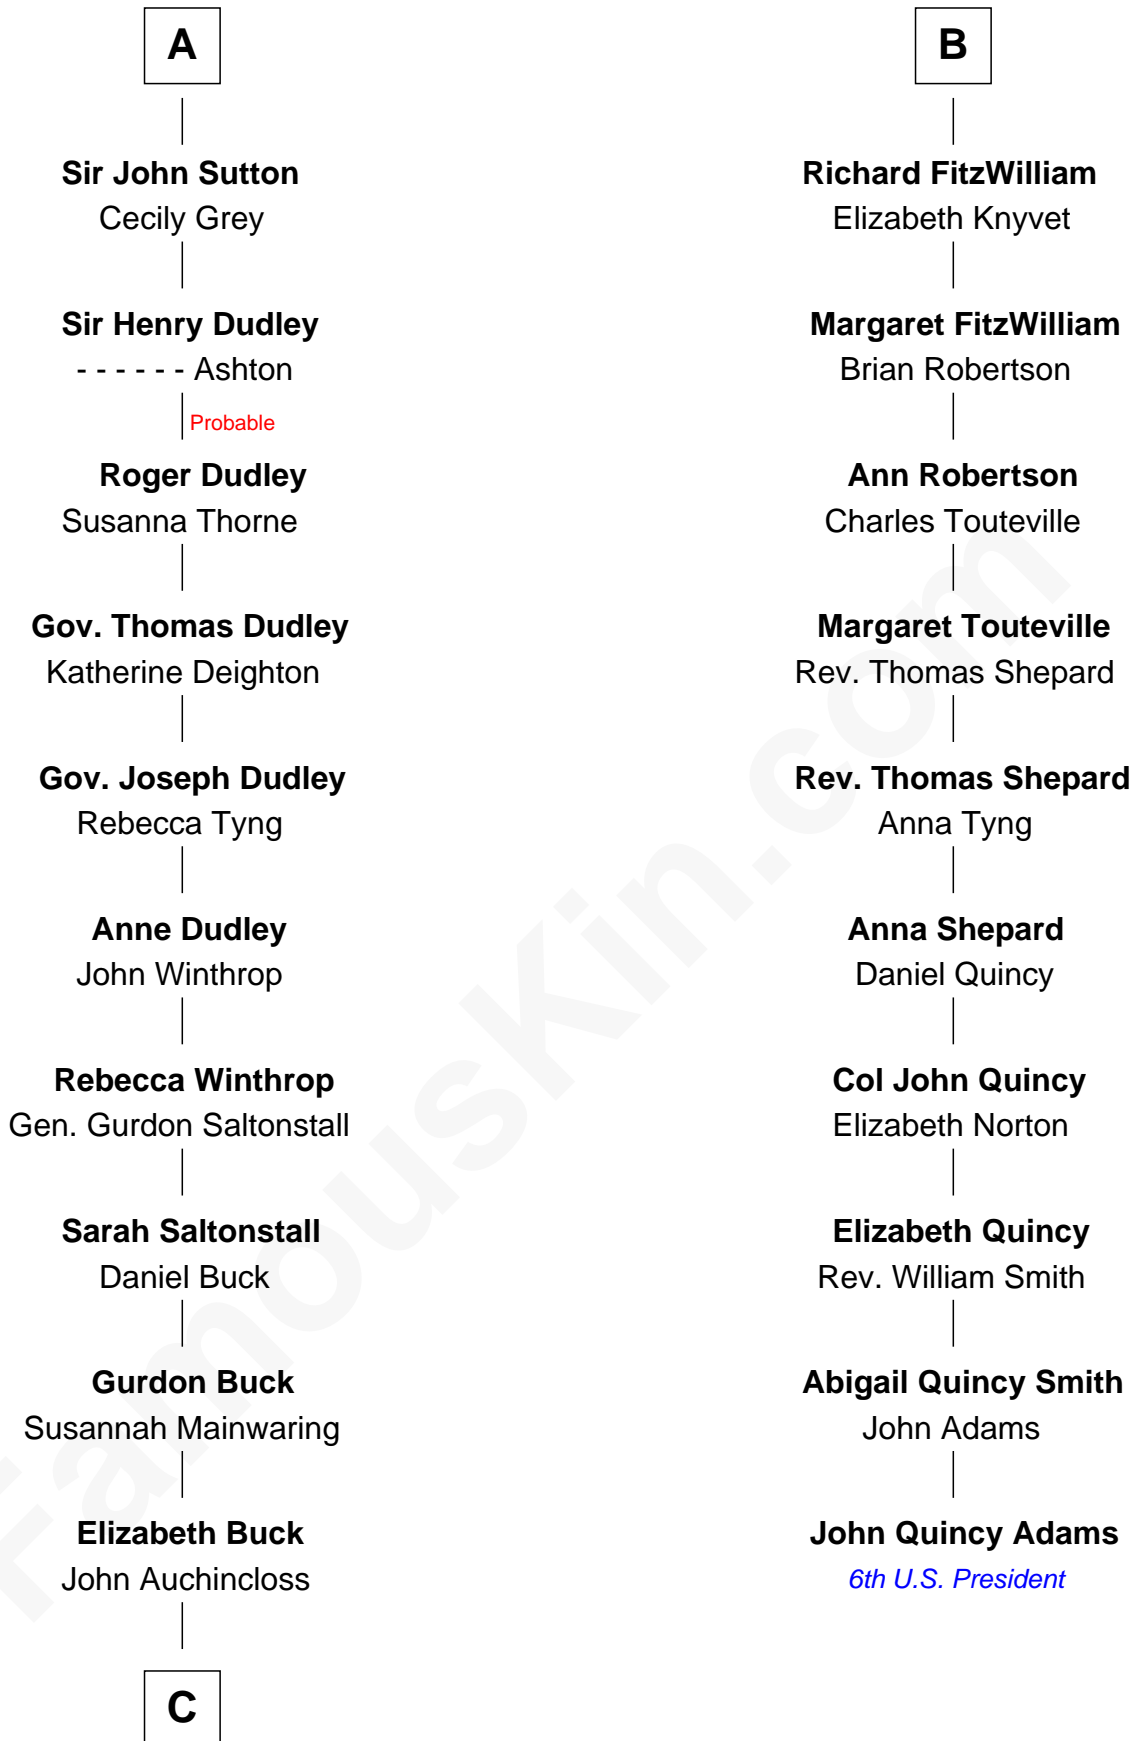 A
Sir John Sutton
Cecily Grey
Sir Henry Dudley
- - - - - - Ashton
Probable
Roger Dudley
Susanna Thorne
Gov. Thomas Dudley
Katherine Deighton
Gov. Joseph Dudley
Rebecca Tyng
Anne Dudley
John Winthrop
Rebecca Winthrop
Gen. Gurdon Saltonstall
Sarah Saltonstall
Daniel Buck
Gurdon Buck
Susannah Mainwaring
Elizabeth Buck
John Auchincloss
C
B
Richard FitzWilliam
Elizabeth Knyvet
Margaret FitzWilliam
Brian Robertson
Ann Robertson
Charles Touteville
Margaret Touteville
Rev. Thomas Shepard
Rev. Thomas Shepard
Anna Tyng
Anna Shepard
Daniel Quincy
Col John Quincy
Elizabeth Norton
Elizabeth Quincy
Rev. William Smith
Abigail Quincy Smith
John Adams
John Quincy Adams
6th U.S. President
FamousKin.com